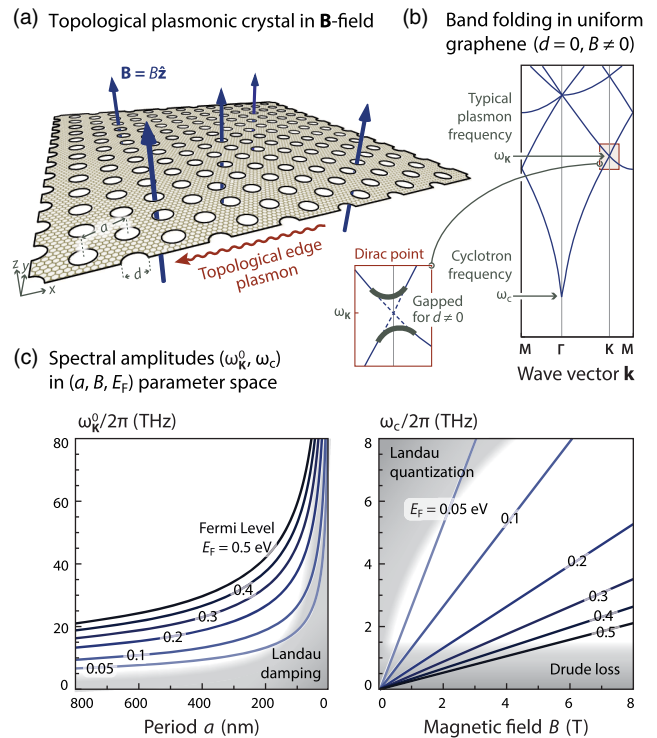 (a) Topological plasmonic crystal in B-field
B = Bẑ
a
d
z
y
x
Topological edge
plasmon
(b) Band folding in uniform
graphene (d = 0, B ≠ 0)
Typical
plasmon
frequency
ωK
Cyclotron
frequency
ωc
M Γ K M
Wave vector k
Dirac point
ωK
Gapped
for d ≠ 0
(c) Spectral amplitudes (ω⁰K, ωc)
in (a, B, EF) parameter space
ω⁰K/2π (THz)
80
60
40
20
0
Fermi Level
EF = 0.5 eV
0.4
0.3
0.2
0.1
0.05
Landau
damping
800 600 400 200 0
Period a (nm)
ωc/2π (THz)
8
6
4
2
0
Landau
quantization
EF = 0.05 eV
0.1
0.2
0.3
0.4
0.5
Drude loss
0 2 4 6 8
Magnetic field B (T)